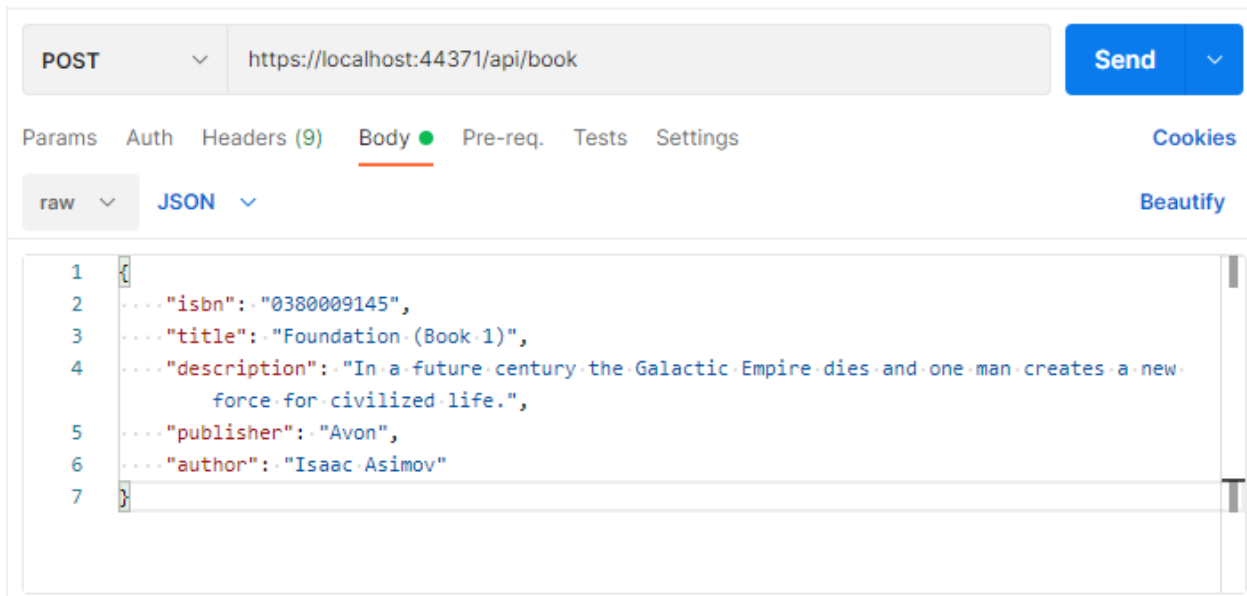 POST https://localhost:44371/api/book Send
Params Auth Headers (9) Body Pre-req. Tests Settings Cookies
raw JSON Beautify
1 {
2 "isbn": "0380009145",
3 "title": "Foundation (Book 1)",
4 "description": "In a future century the Galactic Empire dies and one man creates a new
force for civilized life.",
5 "publisher": "Avon",
6 "author": "Isaac Asimov"
7 }